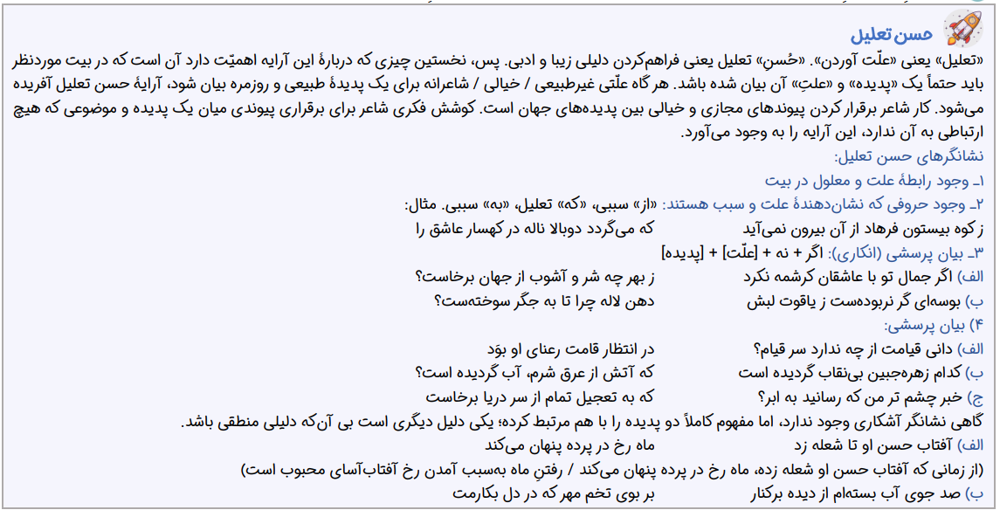 حسن تعلیل
«تعلیل» یعنی «علّت آوردن». «حُسنِ» تعلیل یعنی فراهم‌کردن دلیلی زیبا و ادبی. پس، نخستین چیزی که دربارهٔ این آرایه اهمیّت دارد آن است که در بیت موردنظر
باید حتماً یک «پدیده» و «علتِ» آن بیان شده باشد. هر گاه علّتی غیرطبیعی / خیالی / شاعرانه برای یک پدیدهٔ طبیعی و روزمره بیان شود، آرایهٔ حسن تعلیل آفریده
می‌شود. کار شاعر برقرار کردن پیوندهای مجازی و خیالی بین پدیده‌های جهان است. کوشش فکری شاعر برای برقراری پیوندی میان یک پدیده و موضوعی که هیچ
ارتباطی به آن ندارد، این آرایه را به وجود می‌آورد.
نشانگرهای حسن تعلیل:
۱ـ وجود رابطهٔ علت و معلول در بیت
۲ـ وجود حروفی که نشان‌دهندهٔ علت و سبب هستند: «از» سببی، «که» تعلیل، «به» سببی. مثال:
ز کوه بیستون فرهاد از آن بیرون نمی‌آید که می‌گردد دوبالا ناله در کهسار عاشق را
۳ـ بیان پرسشی (انکاری): اگر + نه + [علّت] + [پدیده]
الف) اگر جمال تو با عاشقان کرشمه نکرد ز بهر چه شر و آشوب از جهان برخاست؟
ب) بوسه‌ای گر نربوده‌ست ز یاقوت لبش دهن لاله چرا تا به جگر سوخته‌ست؟
۴) بیان پرسشی:
الف) دانی قیامت از چه ندارد سر قیام؟ در انتظار قامت رعنای او بوَد
ب) کدام زهره‌جبین بی‌نقاب گردیده است که آتش از عرق شرم، آب گردیده است؟
ج) خبر چشم تر من که رسانید به ابر؟ که به تعجیل تمام از سر دریا برخاست
گاهی نشانگر آشکاری وجود ندارد، اما مفهوم کاملاً دو پدیده را با هم مرتبط کرده؛ یکی دلیل دیگری است بی آن‌که دلیلی منطقی باشد.
الف) آفتاب حسن او تا شعله زد ماه رخ در پرده پنهان می‌کند
(از زمانی که آفتاب حسن او شعله زده، ماه رخ در پرده پنهان می‌کند / رفتنِ ماه به‌سبب آمدن رخ آفتاب‌آسای محبوب است)
ب) صد جوی آب بسته‌ام از دیده برکنار بر بوی تخم مهر که در دل بکارمت